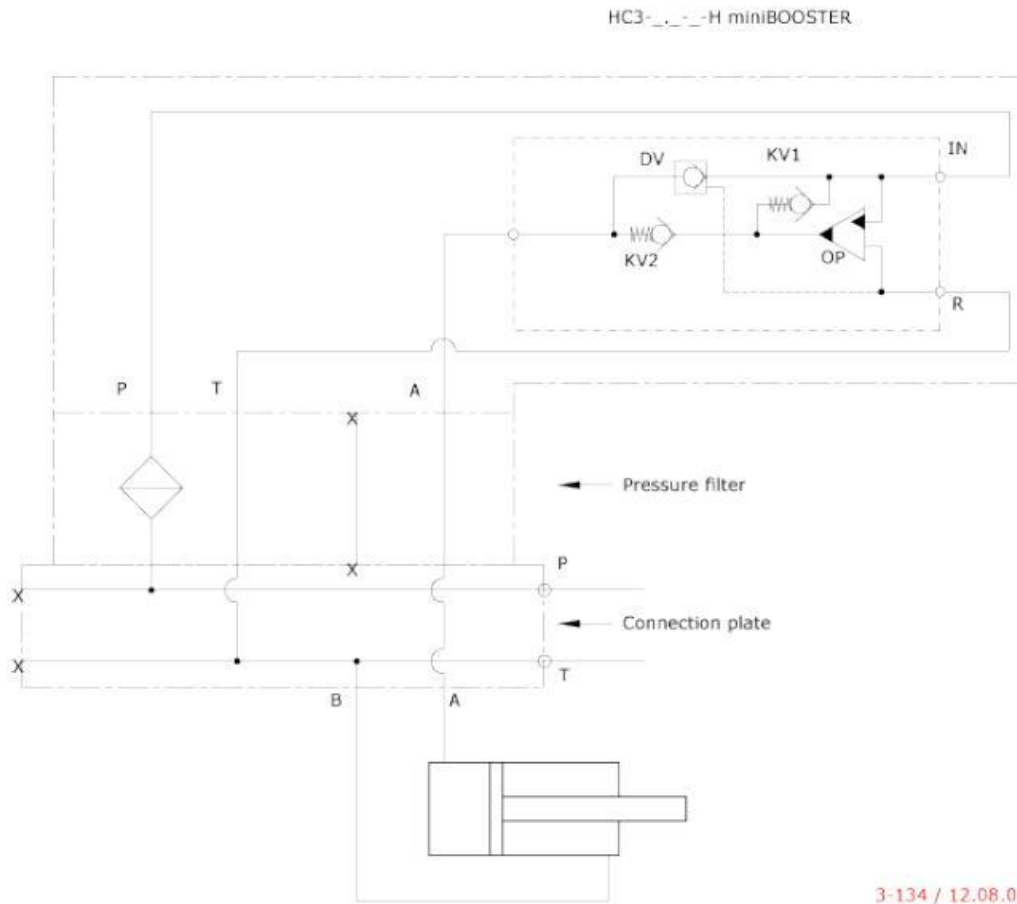 HC3-_._-_-H miniBOOSTER
IN
DV
KV1
KV2
OP
R
P
T
A
X
Pressure filter
X
P
X
Connection plate
X
T
B
A
3-134 / 12.08.0